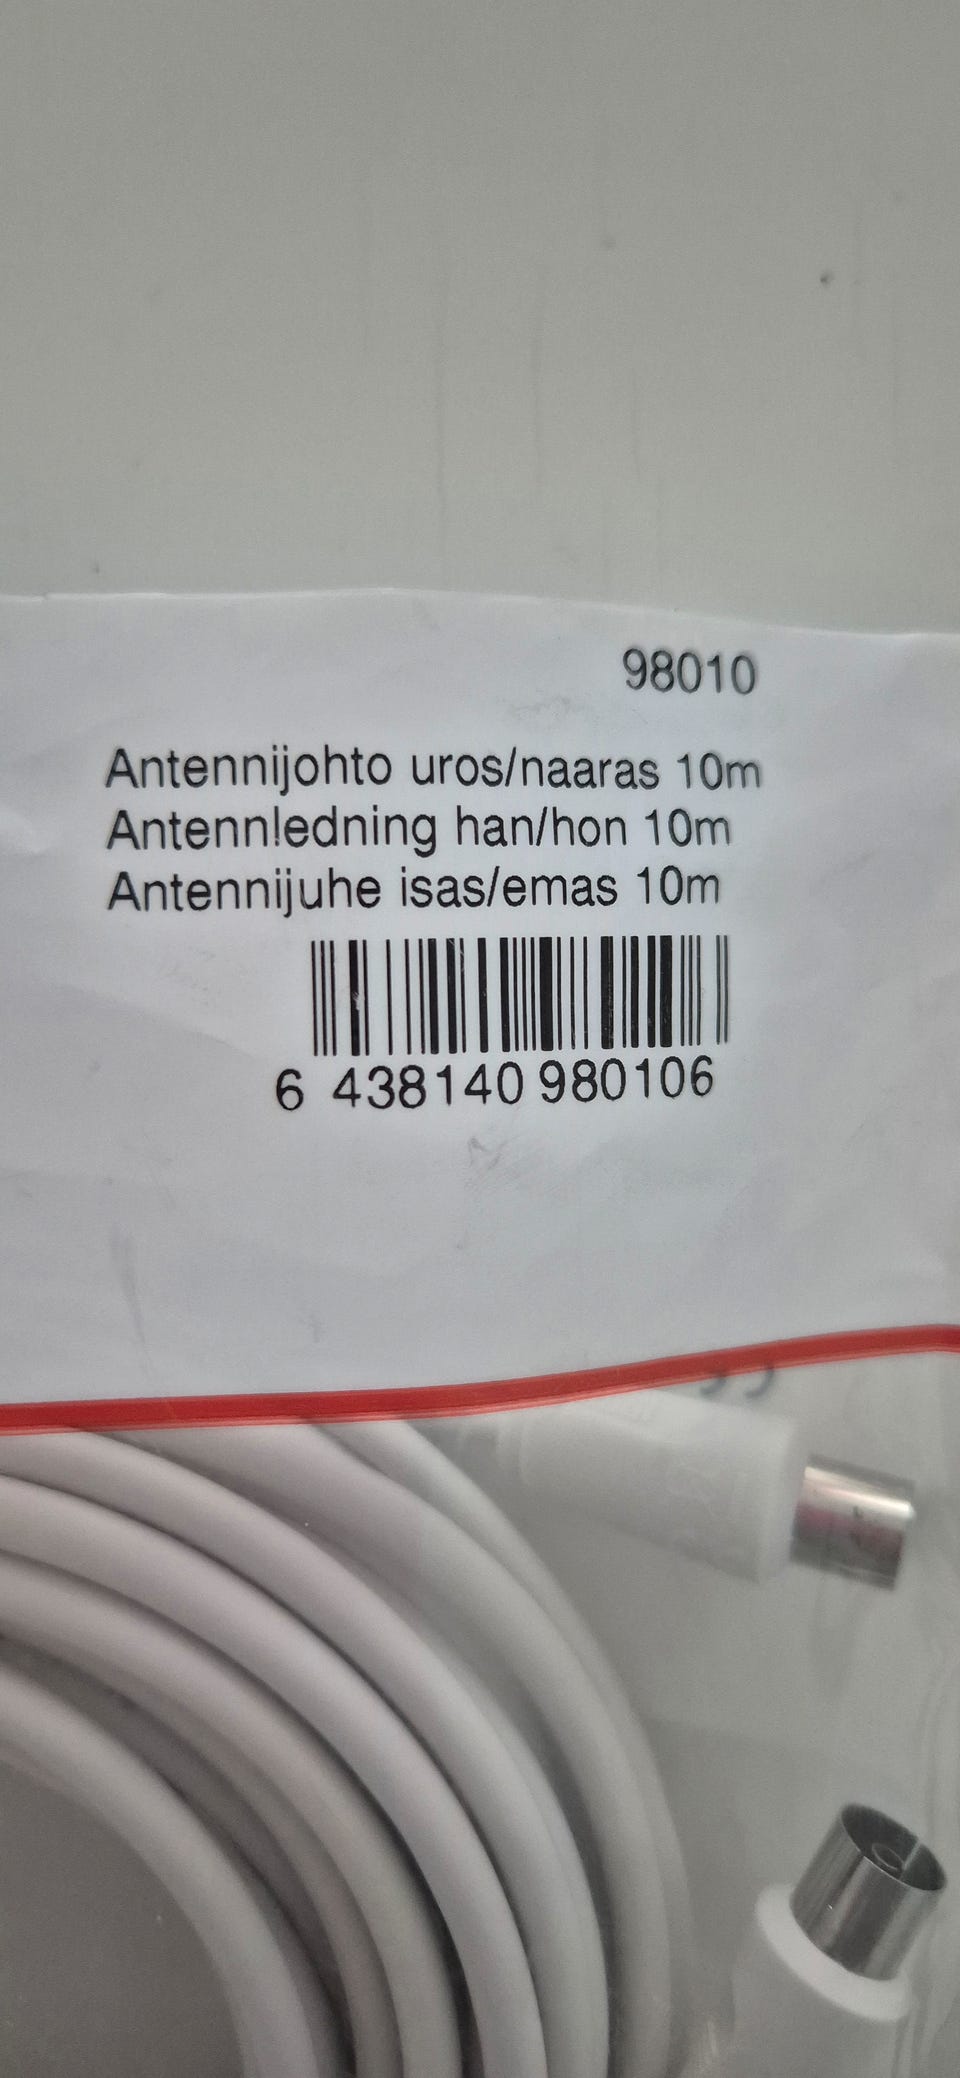 98010
Antennijohto uros/naaras 10m
Antennledning han/hon 10m
Antennijuhe isas/emas 10m
6 438140 980106